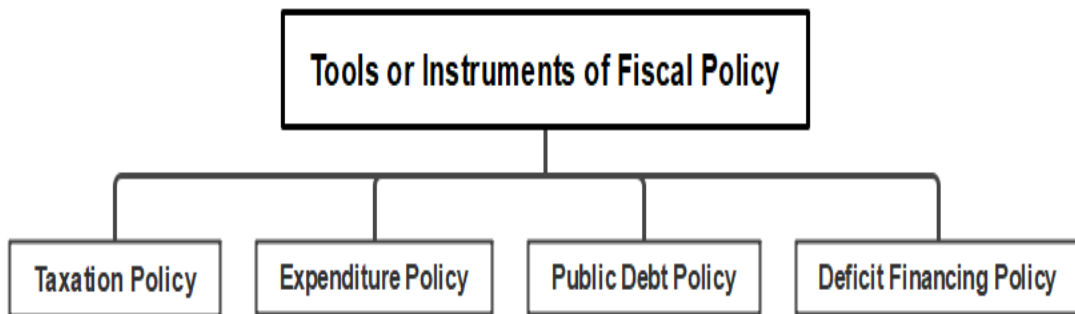 Tools or Instruments of Fiscal Policy
Taxation Policy
Expenditure Policy
Public Debt Policy
Deficit Financing Policy